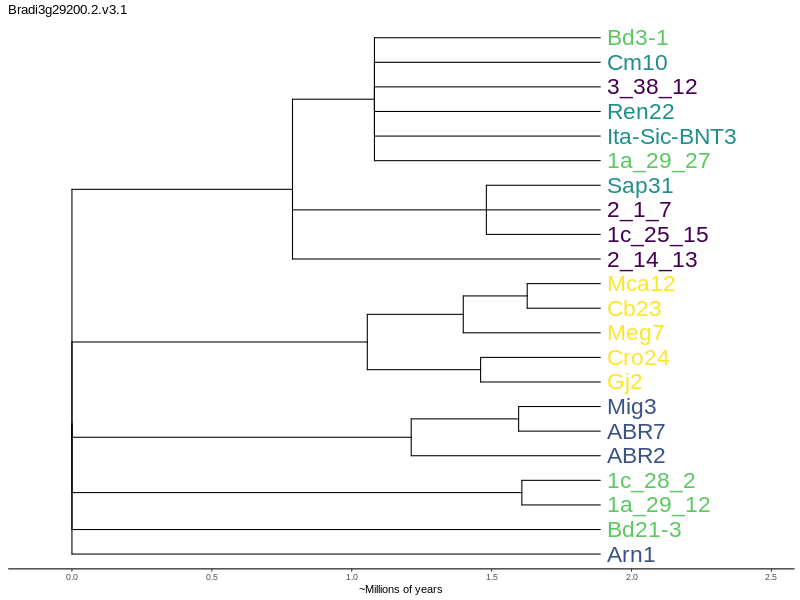 Bradi3g29200.2.v3.1
Bd3-1
Cm10
3_38_12
Ren22
Ita-Sic-BNT3
1a_29_27
Sap31
2_1_7
1c_25_15
2_14_13
Mca12
Cb23
Meg7
Cro24
Gj2
Mig3
ABR7
ABR2
1c_28_2
1a_29_12
Bd21-3
Arn1
0.0 0.5 1.0 1.5 2.0 2.5
~Millions of years